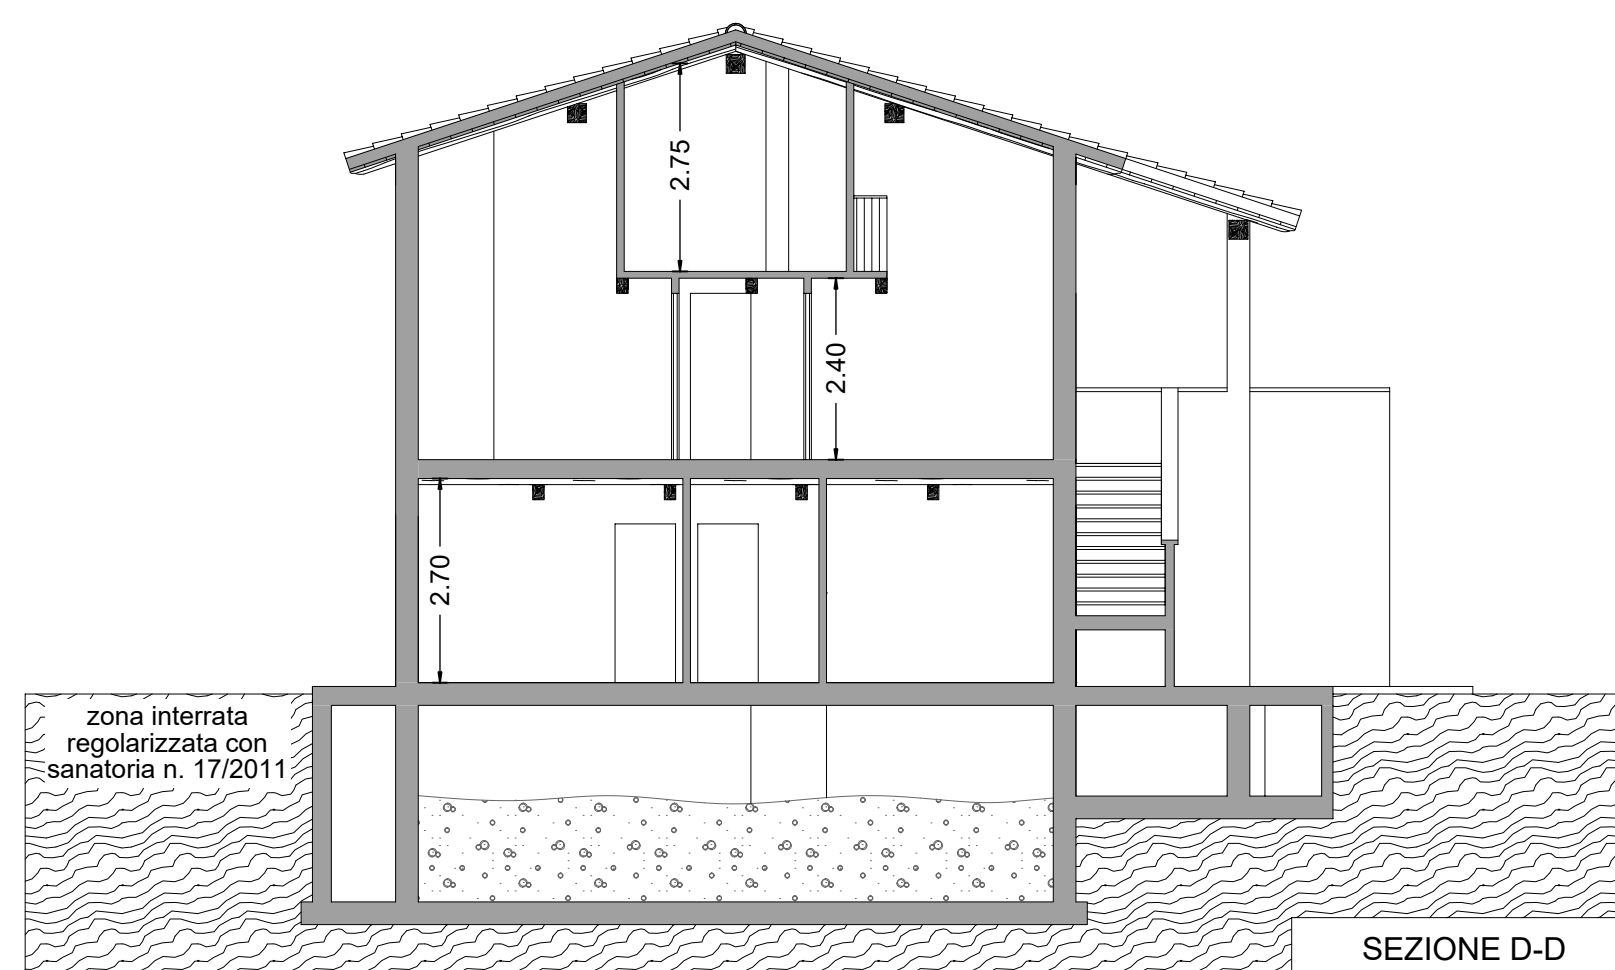 2.75
2.40
2.70
zona interrata
regolarizzata con
sanatoria n. 17/2011
SEZIONE D-D